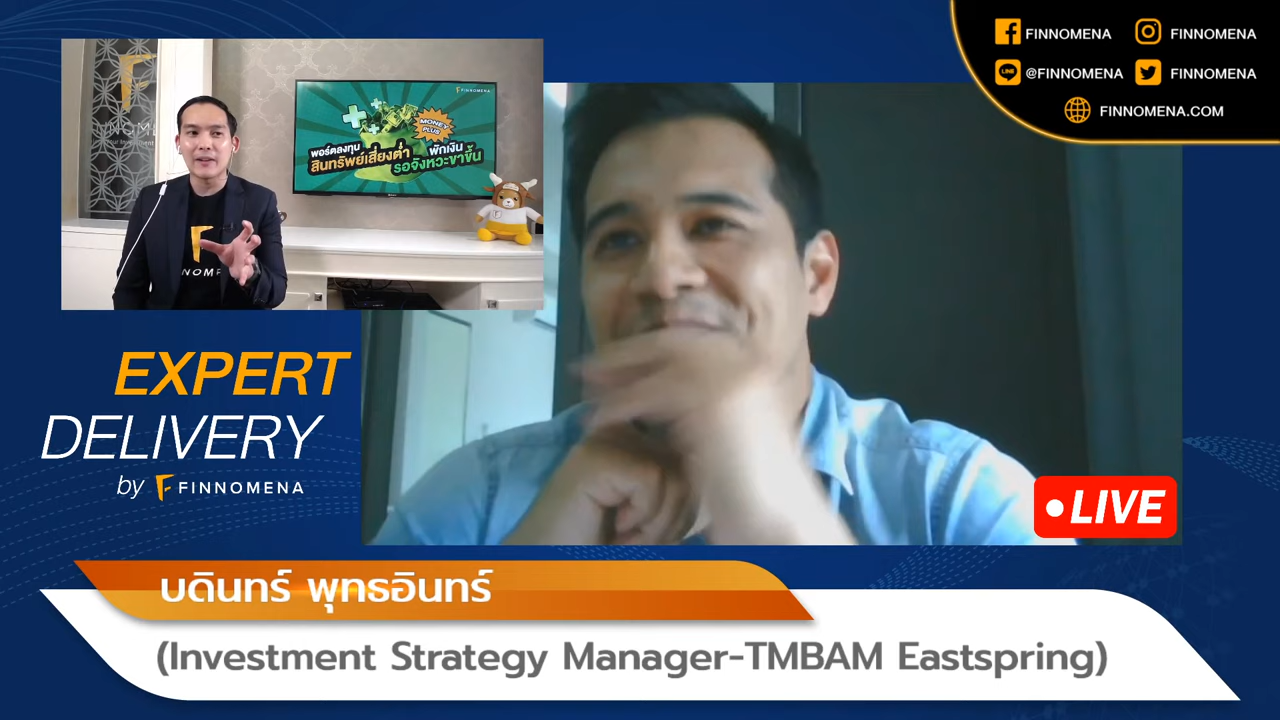 FINNOMENA
FINNOMENA
@FINNOMENA
FINNOMENA
FINNOMENA.COM
FINNOMENA
MONEY PLUS
พอร์ตลงทุน
สินทรัพย์เสี่ยงต่ำ
พักเงิน
รอจังหวะขาขึ้น
EXPERT
DELIVERY
by FINNOMENA
LIVE
บดินทร์ พุทธอินทร์
(Investment Strategy Manager-TMBAM Eastspring)